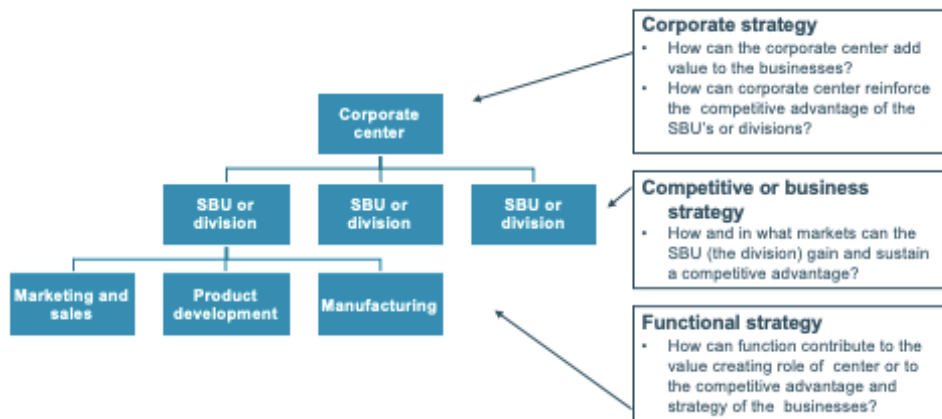 Corporate strategy
• How can the corporate center add
value to the businesses?
• How can corporate center reinforce
the competitive advantage of the
SBU's or divisions?
Corporate
center
SBU or
division
SBU or
division
SBU or
division
Competitive or business
strategy
• How and in what markets can the
SBU (the division) gain and sustain
a competitive advantage?
Marketing and
sales
Product
development
Manufacturing
Functional strategy
• How can function contribute to the
value creating role of center or to
the competitive advantage and
strategy of the businesses?